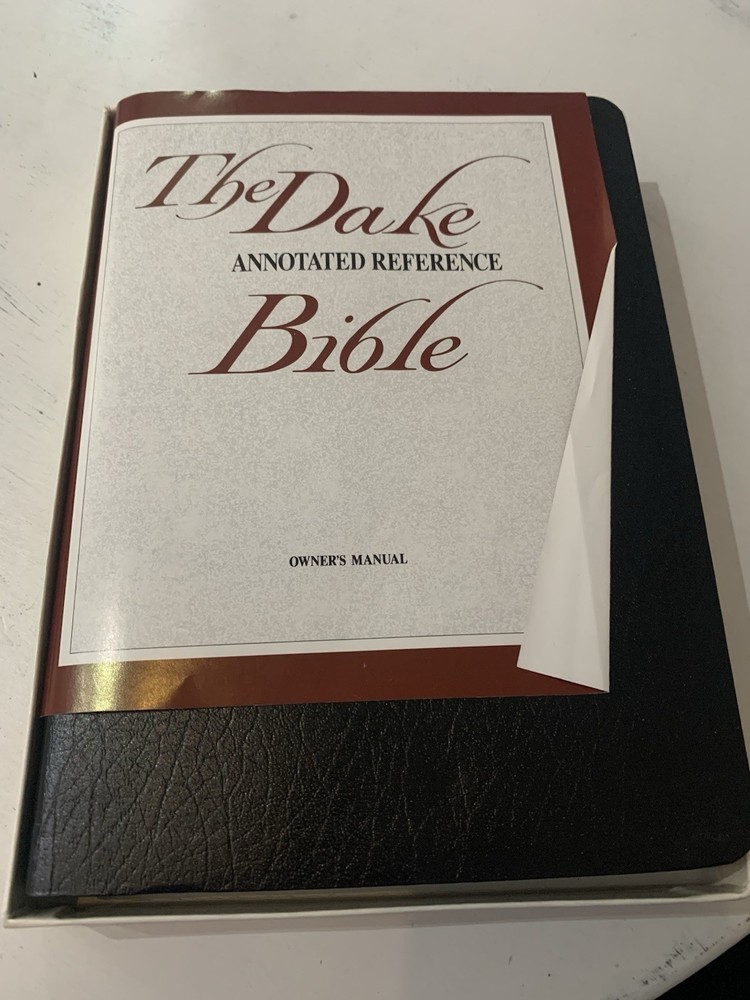 The Dake
ANNOTATED REFERENCE
Bible
OWNER'S MANUAL